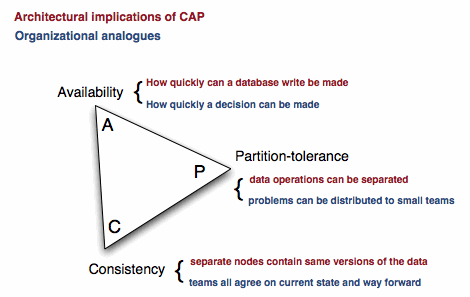 Architectural implications of CAP
Organizational analogues
How quickly can a database write be made
Availability {
How quickly a decision can be made
A
Partition-tolerance
P
{ data operations can be separated
problems can be distributed to small teams
C
separate nodes contain same versions of the data
Consistency {
teams all agree on current state and way forward